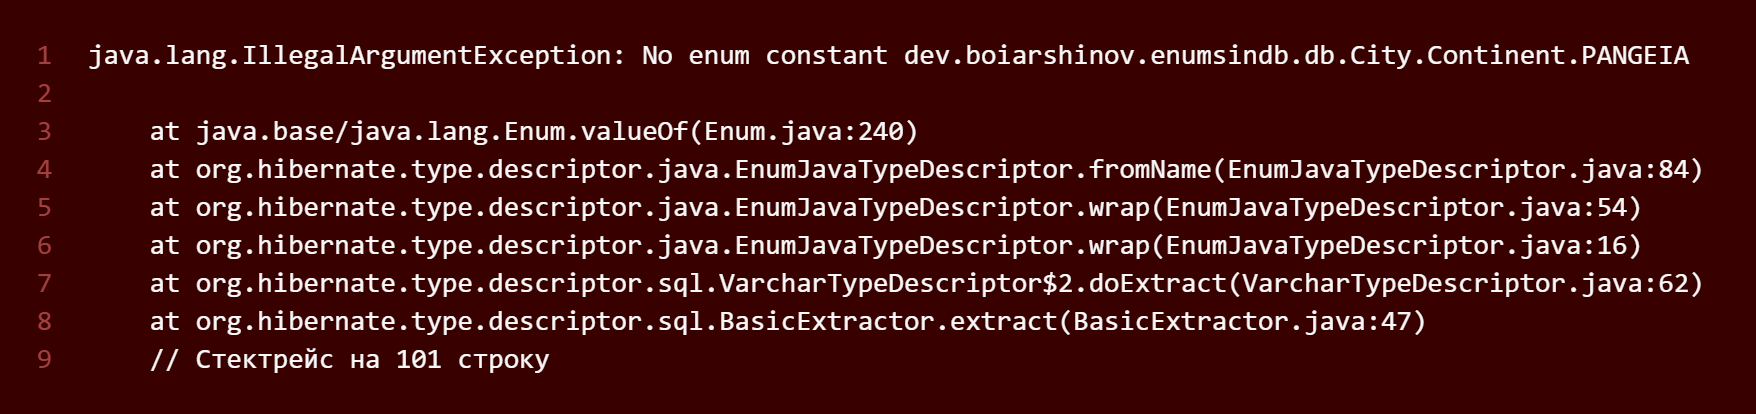 1 java.lang.IllegalArgumentException: No enum constant dev.boiarshinov.enumsindb.db.City.Continent.PANGEIA
2
3 at java.base/java.lang.Enum.valueOf(Enum.java:240)
4 at org.hibernate.type.descriptor.java.EnumJavaTypeDescriptor.fromName(EnumJavaTypeDescriptor.java:84)
5 at org.hibernate.type.descriptor.java.EnumJavaTypeDescriptor.wrap(EnumJavaTypeDescriptor.java:54)
6 at org.hibernate.type.descriptor.java.EnumJavaTypeDescriptor.wrap(EnumJavaTypeDescriptor.java:16)
7 at org.hibernate.type.descriptor.sql.VarcharTypeDescriptor$2.doExtract(VarcharTypeDescriptor.java:62)
8 at org.hibernate.type.descriptor.sql.BasicExtractor.extract(BasicExtractor.java:47)
9 // Стектрейс на 101 строку